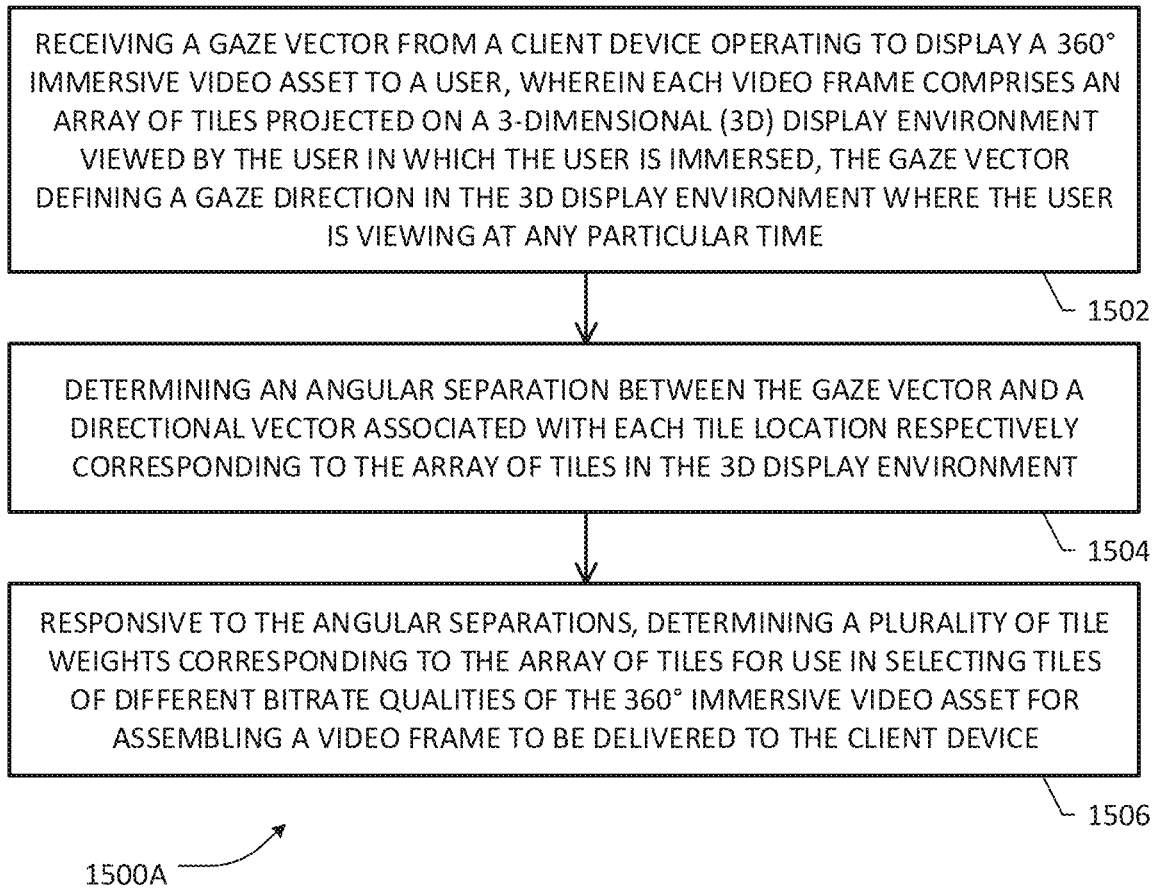 RECEIVING A GAZE VECTOR FROM A CLIENT DEVICE OPERATING TO DISPLAY A 360°
IMMERSIVE VIDEO ASSET TO A USER, WHEREIN EACH VIDEO FRAME COMPRISES AN
ARRAY OF TILES PROJECTED ON A 3-DIMENSIONAL (3D) DISPLAY ENVIRONMENT
VIEWED BY THE USER IN WHICH THE USER IS IMMERSED, THE GAZE VECTOR
DEFINING A GAZE DIRECTION IN THE 3D DISPLAY ENVIRONMENT WHERE THE USER
IS VIEWING AT ANY PARTICULAR TIME
1502
DETERMINING AN ANGULAR SEPARATION BETWEEN THE GAZE VECTOR AND A
DIRECTIONAL VECTOR ASSOCIATED WITH EACH TILE LOCATION RESPECTIVELY
CORRESPONDING TO THE ARRAY OF TILES IN THE 3D DISPLAY ENVIRONMENT
1504
RESPONSIVE TO THE ANGULAR SEPARATIONS, DETERMINING A PLURALITY OF TILE
WEIGHTS CORRESPONDING TO THE ARRAY OF TILES FOR USE IN SELECTING TILES
OF DIFFERENT BITRATE QUALITIES OF THE 360° IMMERSIVE VIDEO ASSET FOR
ASSEMBLING A VIDEO FRAME TO BE DELIVERED TO THE CLIENT DEVICE
1506
1500A